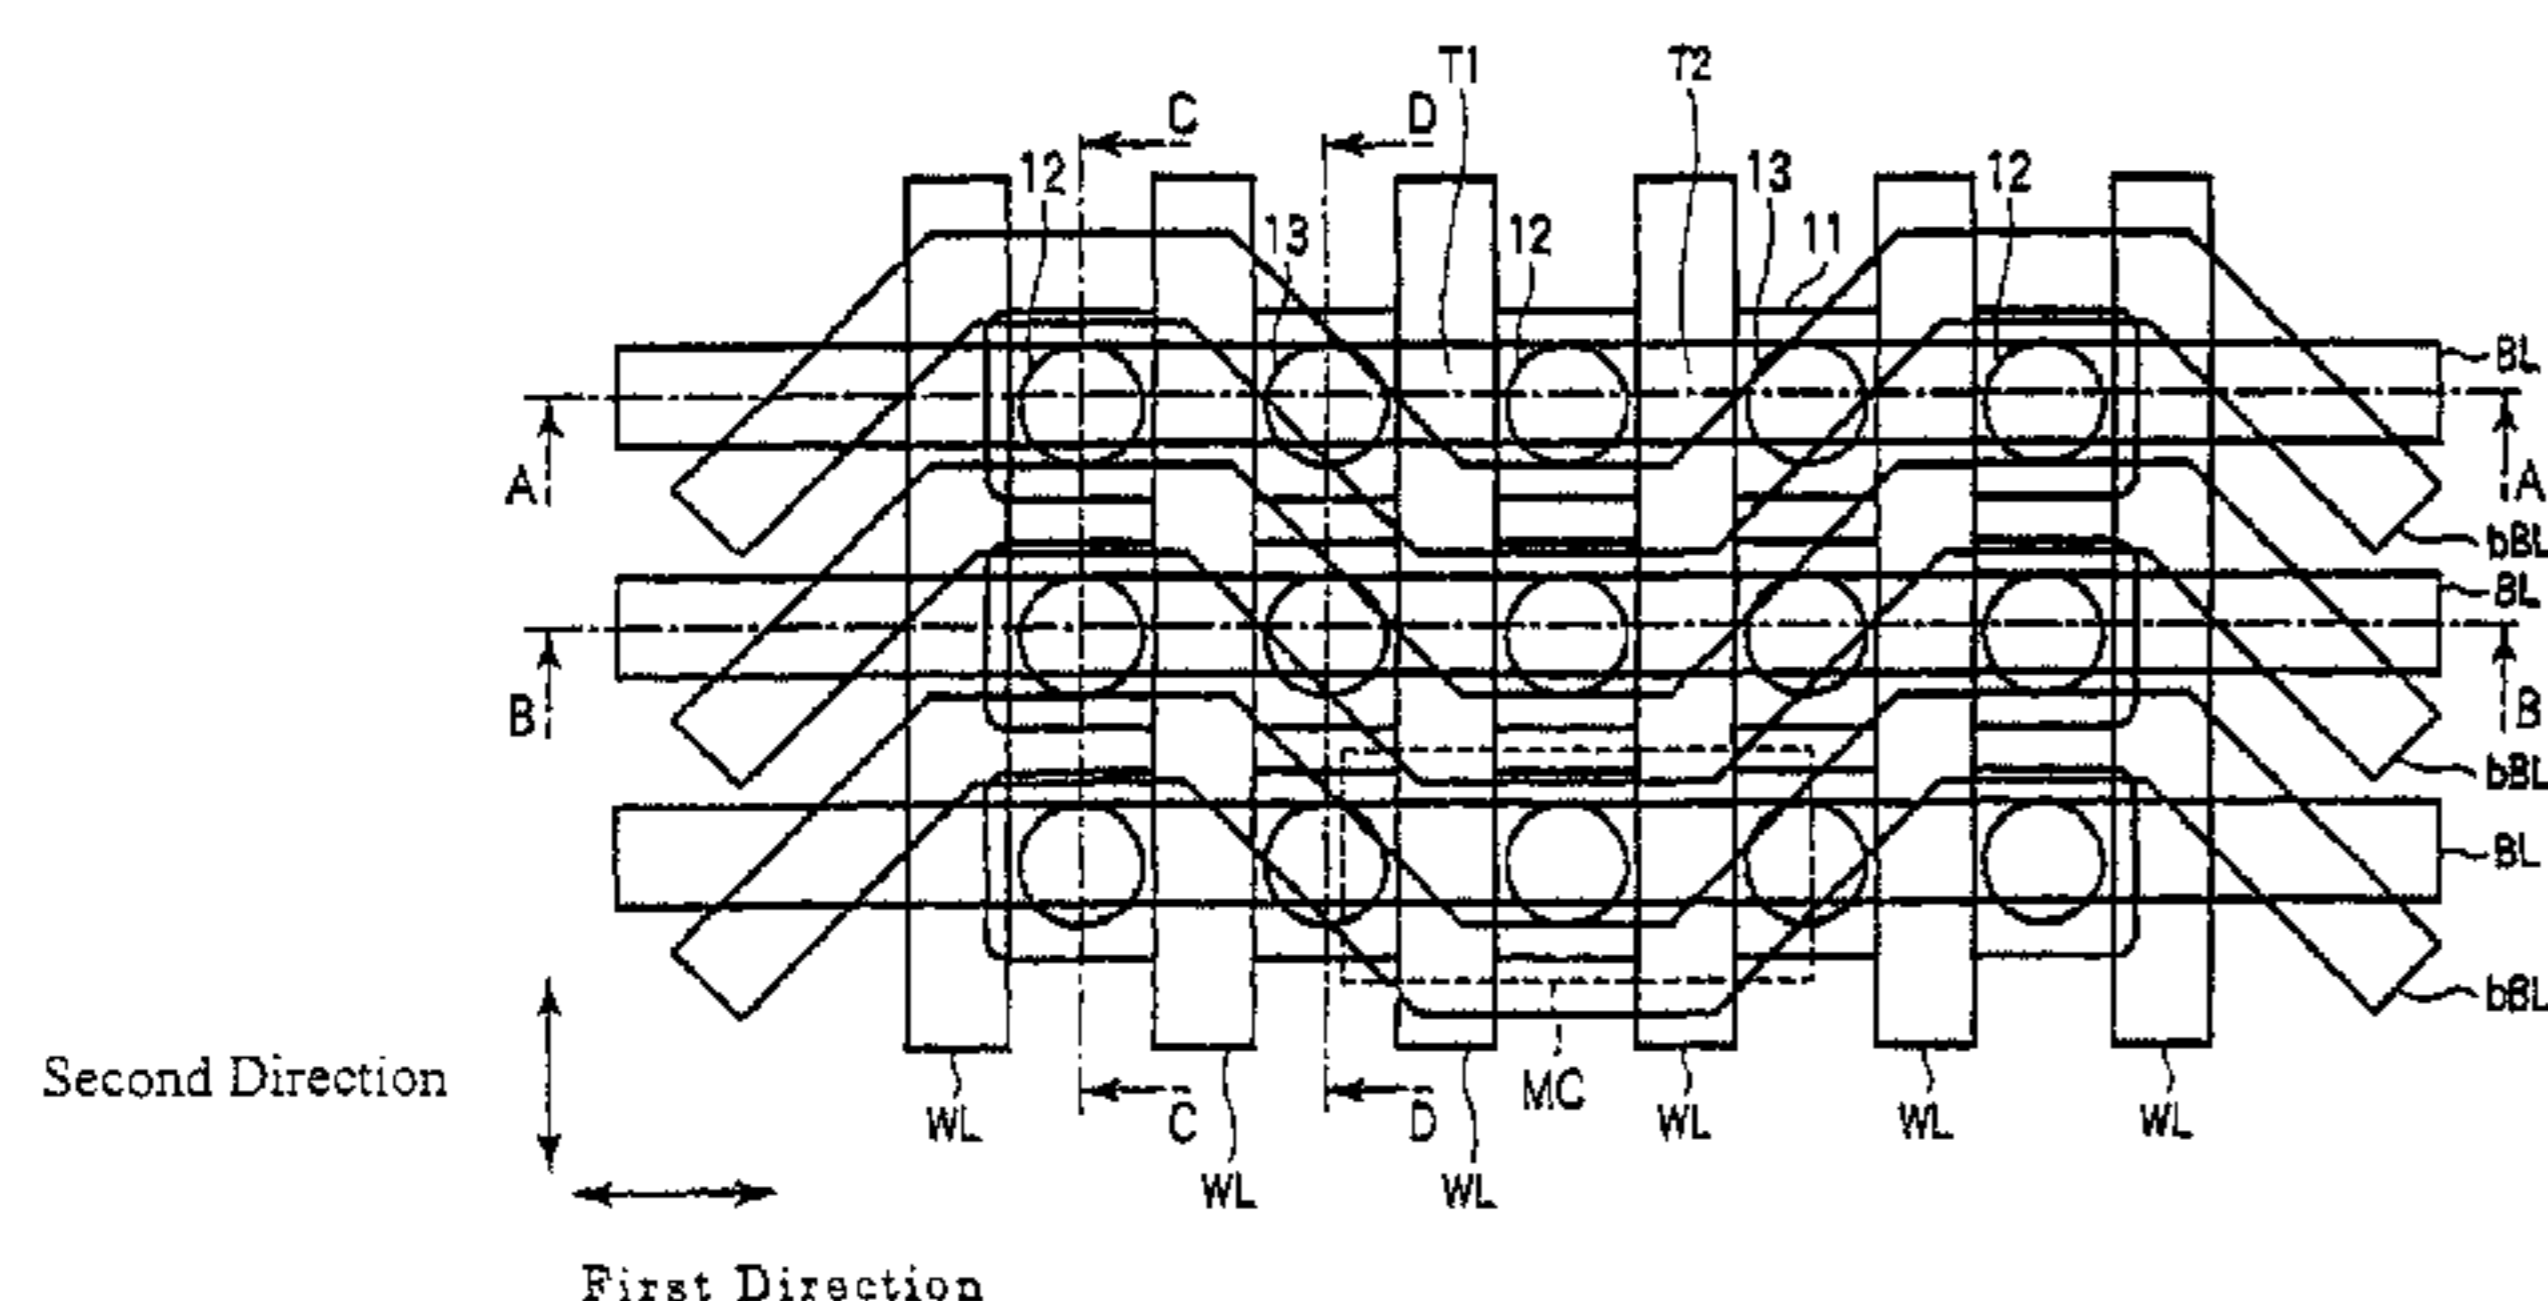 T1 T2
C D
12 13 12
13 12 11
BL
A A
bBL
BL
B B
bBL
BL
bBL
Second Direction
WL C D MC WL WL WL
WL WL
First Direction